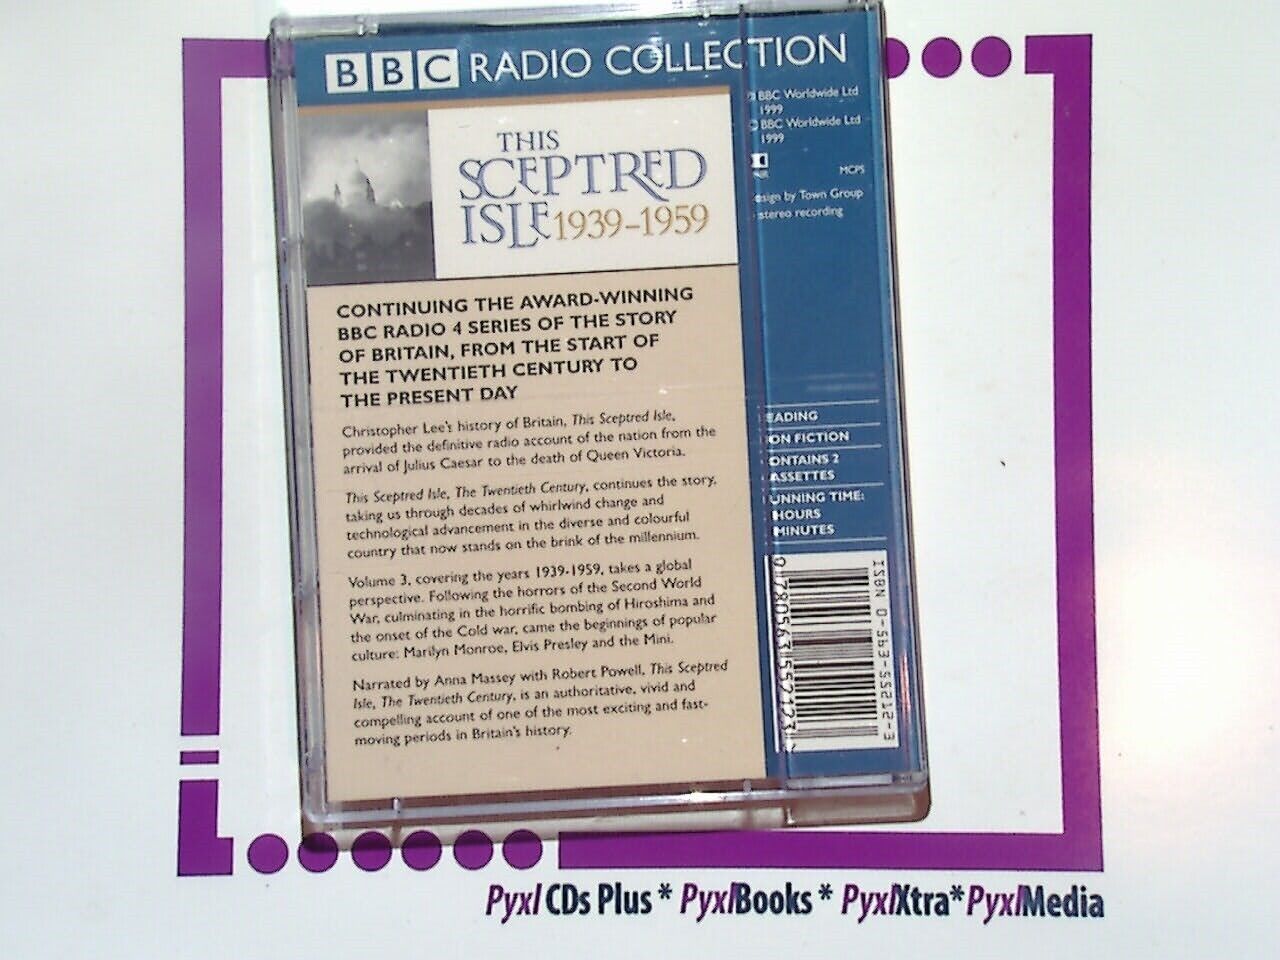 BBC RADIO COLLECTION
THIS
SCEPTRED
ISLE 1939–1959
CONTINUING THE AWARD-WINNING
BBC RADIO 4 SERIES OF THE STORY
OF BRITAIN, FROM THE START OF
THE TWENTIETH CENTURY TO
THE PRESENT DAY
Christopher Lee's history of Britain, This Sceptred Isle,
provided the definitive radio account of the nation from the
arrival of Julius Caesar to the death of Queen Victoria.
This Sceptred Isle, The Twentieth Century, continues the story,
taking us through decades of whirlwind change and
technological advancement in the diverse and colourful
country that now stands on the brink of the millennium.
Volume 3, covering the years 1939-1959, takes a global
perspective. Following the horrors of the Second World
War, culminating in the horrific bombing of Hiroshima and
the onset of the Cold war, came the beginnings of popular
culture: Marilyn Monroe, Elvis Presley and the Mini.
Narrated by Anna Massey with Robert Powell, This Sceptred
Isle, The Twentieth Century, is an authoritative, vivid and
compelling account of one of the most exciting and fast-
moving periods in Britain's history.
BBC Worldwide Ltd
1999
© BBC Worldwide Ltd
1999
MCPS
by Town Group
stereo recording
EADING
ON FICTION
ONTAINS 2
ASSETTES
UNNING TIME:
HOURS
MINUTES
ISBN 0-563-55212-3
9 780563 552123
Pyxl CDs Plus * PyxlBooks * PyxlXtra* PyxlMedia